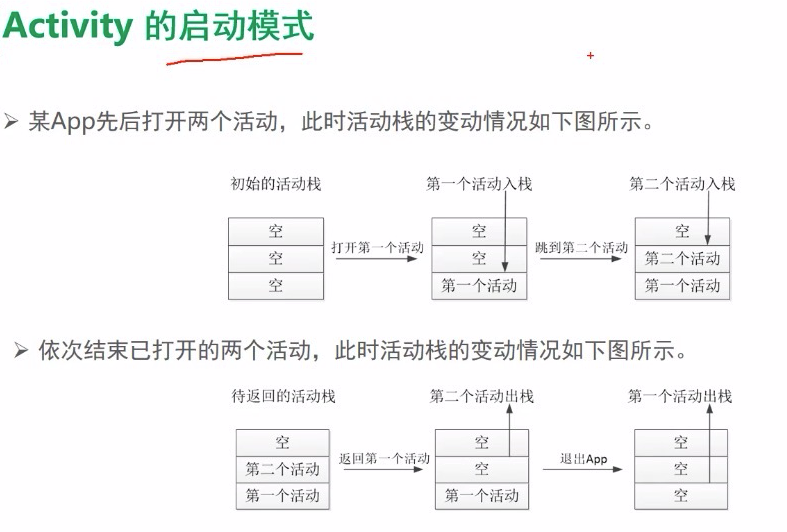 Activity 的启动模式
➢ 某App先后打开两个活动，此时活动栈的变动情况如下图所示。
初始的活动栈 第一个活动入栈 第二个活动入栈
空 空 空
打开第一个活动 跳到第二个活动
空 空 第二个活动
空 第一个活动 第一个活动
➢ 依次结束已打开的两个活动，此时活动栈的变动情况如下图所示。
待返回的活动栈 第二个活动出栈 第一个活动出栈
空 空 空
返回第一个活动 退出App
第二个活动 空 空
第一个活动 第一个活动 空